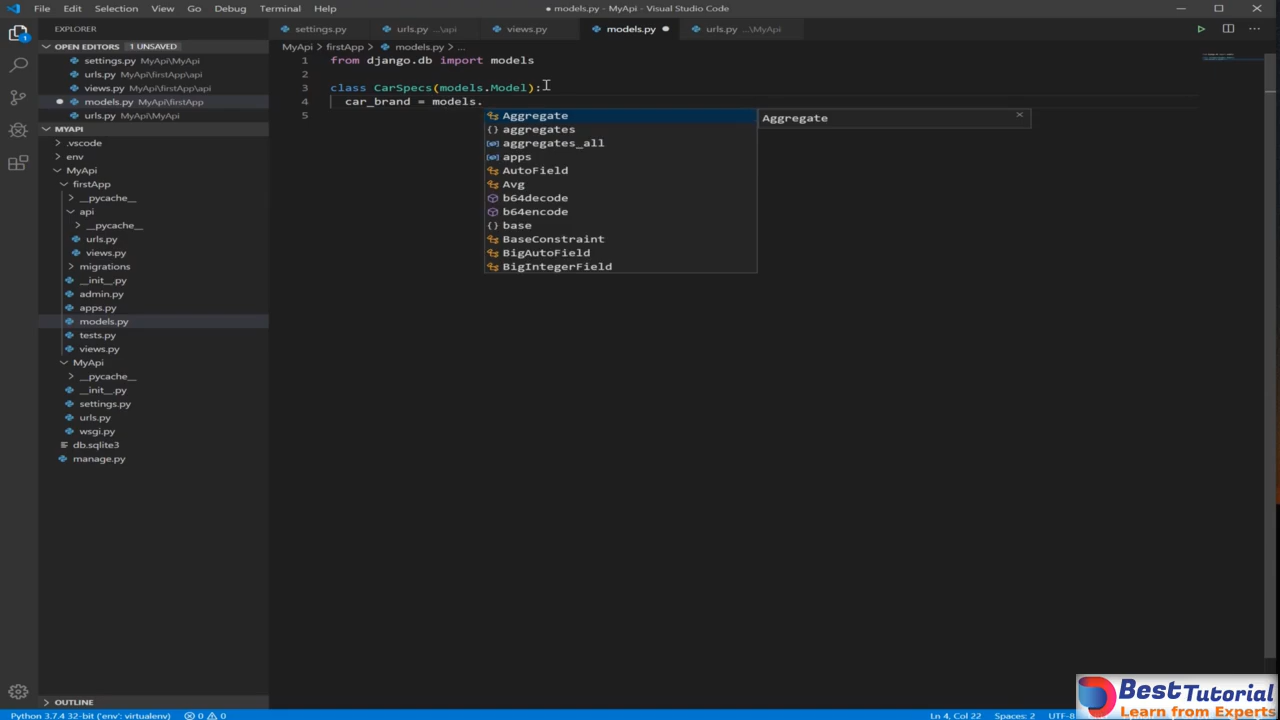 File Edit Selection View Go Debug Terminal Help
● models.py - MyApi - Visual Studio Code
EXPLORER
settings.py
urls.py ...\api
views.py
models.py
urls.py ...\MyApi
OPEN EDITORS 1 UNSAVED
settings.py MyApi\MyApi
urls.py MyApi\firstApp\api
views.py MyApi\firstApp\api
models.py MyApi\firstApp
urls.py MyApi\MyApi
MYAPI
.vscode
env
MyApi
firstApp
__pycache__
api
__pycache__
urls.py
views.py
migrations
__init__.py
admin.py
apps.py
models.py
tests.py
views.py
MyApi
__pycache__
__init__.py
settings.py
urls.py
wsgi.py
db.sqlite3
manage.py
OUTLINE
MyApi > firstApp > models.py > ...
1 from django.db import models
2
3 class CarSpecs(models.Model):
4 car_brand = models.
5
Aggregate
aggregates
aggregates_all
apps
AutoField
Avg
b64decode
b64encode
base
BaseConstraint
BigAutoField
BigIntegerField
Aggregate
1
Python 3.7.4 32-bit ('env': virtualenv) 0 0
Ln 4, Col 22 Spaces: 2 UTF-8
BestTutorial
Learn from Experts